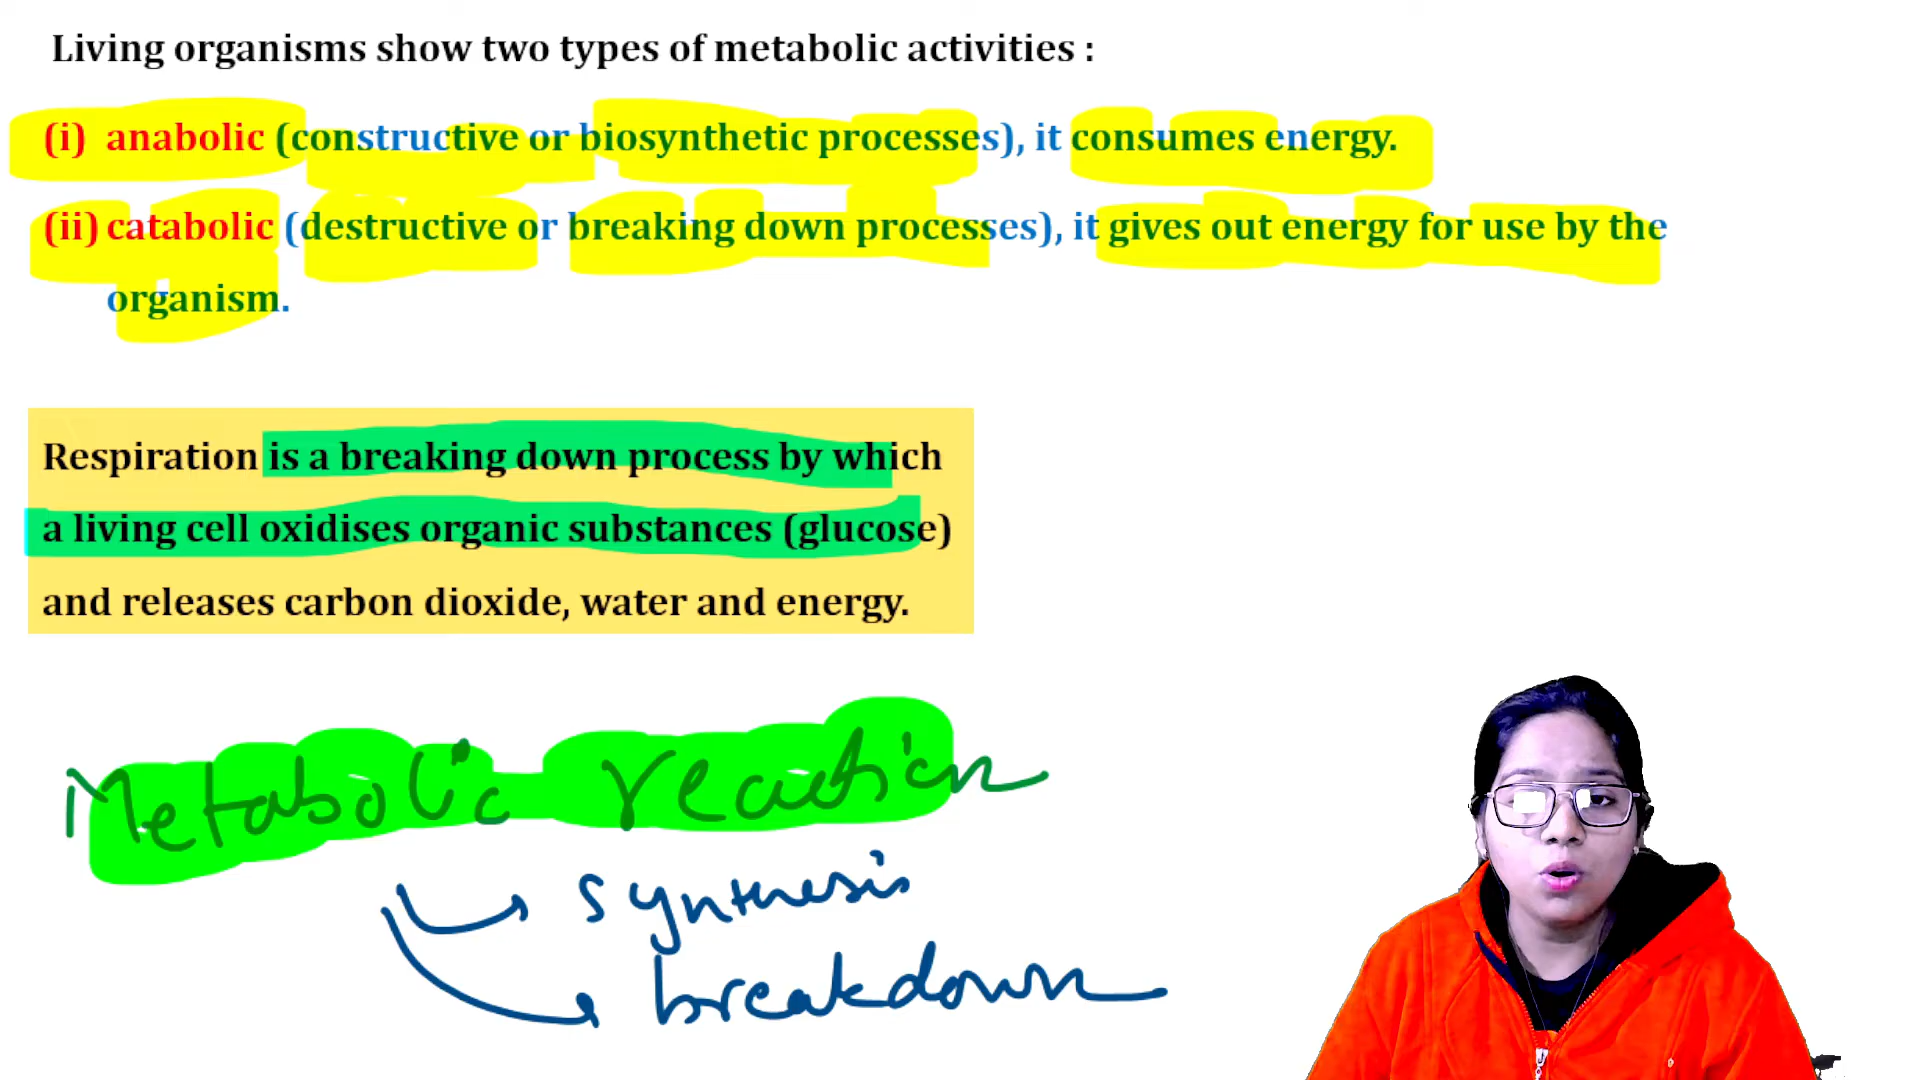 Living organisms show two types of metabolic activities :
(i) anabolic (constructive or biosynthetic processes), it consumes energy.
(ii) catabolic (destructive or breaking down processes), it gives out energy for use by the
organism.
Respiration is a breaking down process by which
a living cell oxidises organic substances (glucose)
and releases carbon dioxide, water and energy.
Metabolic reaction
synthesis
breakdown